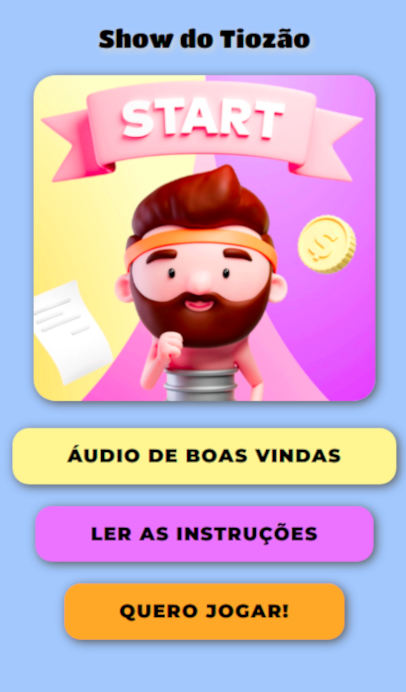 Show do Tiozão
START
ÁUDIO DE BOAS VINDAS
LER AS INSTRUÇÕES
QUERO JOGAR!